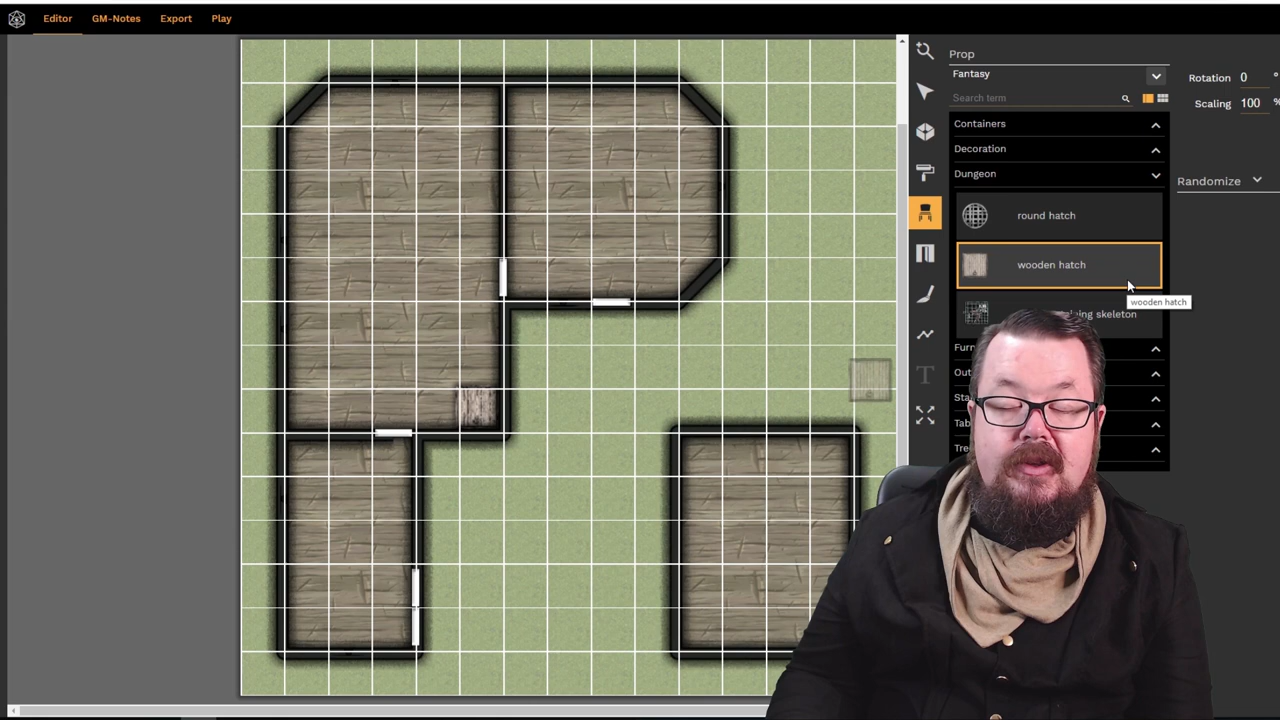 Editor
GM-Notes
Export
Play
Prop
Fantasy
Search term
Containers
Decoration
Dungeon
round hatch
wooden hatch
wooden hatch
skeleton
Rotation 0 °
Scaling 100 %
Randomize
T